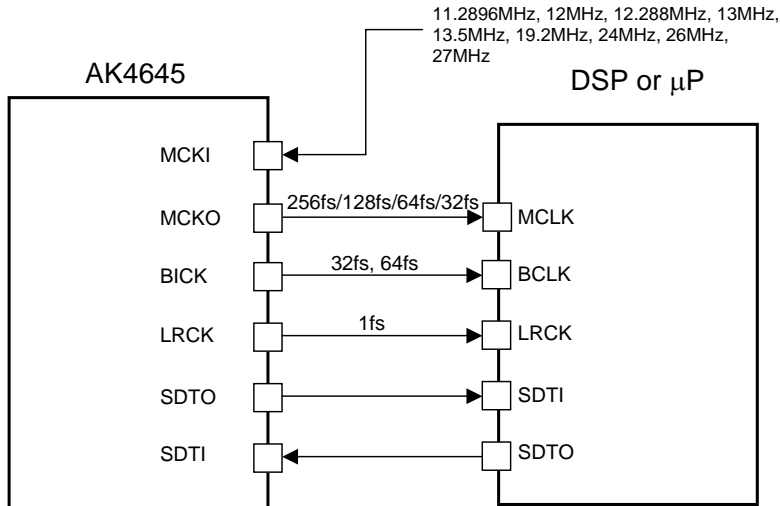 11.2896MHz, 12MHz, 12.288MHz, 13MHz,
13.5MHz, 19.2MHz, 24MHz, 26MHz,
27MHz
AK4645
DSP or μP
MCKI
MCKO
256fs/128fs/64fs/32fs
MCLK
BICK
32fs, 64fs
BCLK
LRCK
1fs
LRCK
SDTO
SDTI
SDTI
SDTO